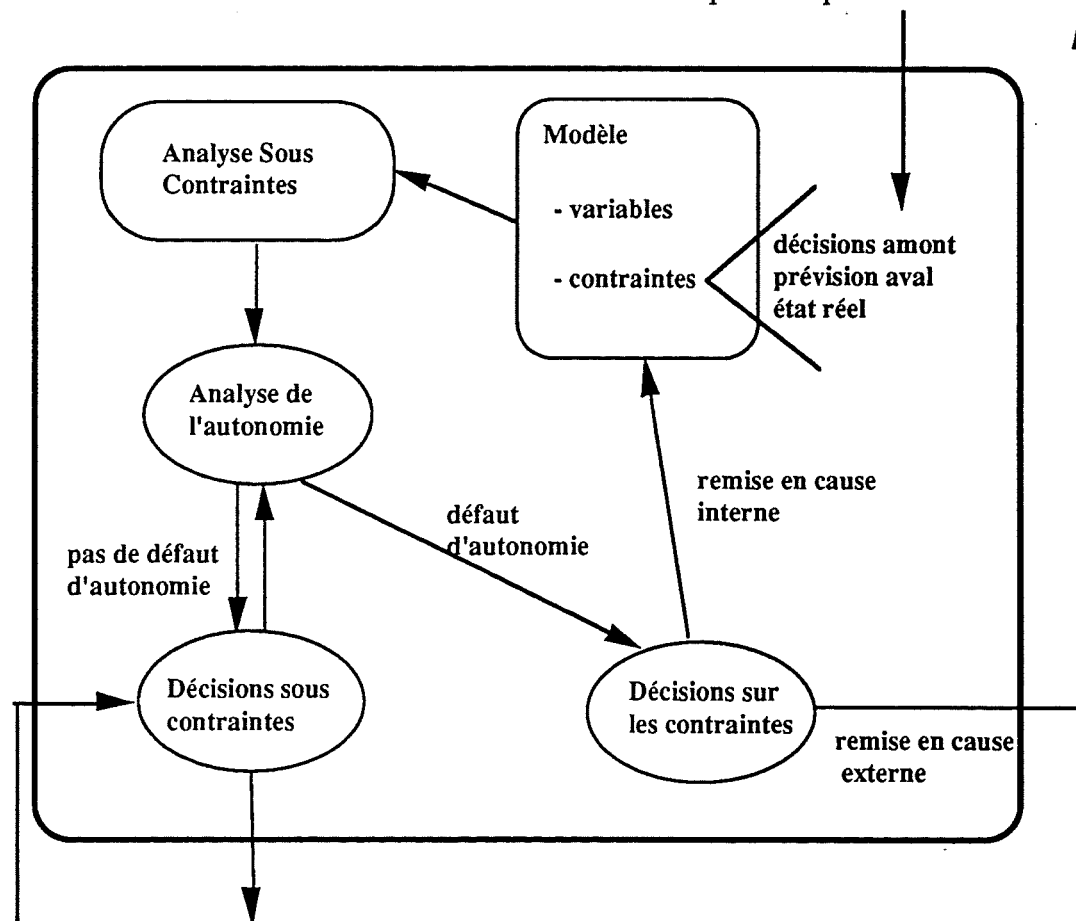 Analyse Sous
Contraintes
Modèle
- variables
- contraintes
décisions amont
prévision aval
état réel
Analyse de
l'autonomie
remise en cause
interne
défaut
d'autonomie
pas de défaut
d'autonomie
Décisions sous
contraintes
Décisions sur
les contraintes
remise en cause
externe